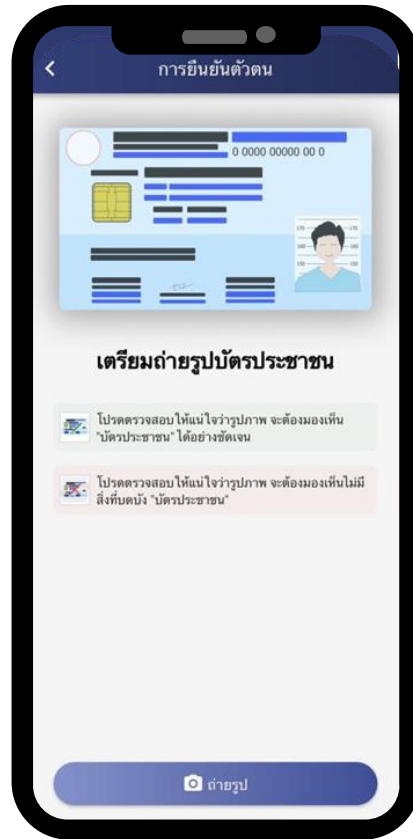 การยืนยันตัวตน
0 0000 00000 00 0
170
170
160
160
150
150
เตรียมถ่ายรูปบัตรประชาชน
โปรดตรวจสอบให้แน่ใจว่ารูปภาพ จะต้องมองเห็น
"บัตรประชาชน" ได้อย่างชัดเจน
โปรดตรวจสอบให้แน่ใจว่ารูปภาพ จะต้องมองเห็นไม่มี
สิ่งที่บดบัง "บัตรประชาชน"
ถ่ายรูป